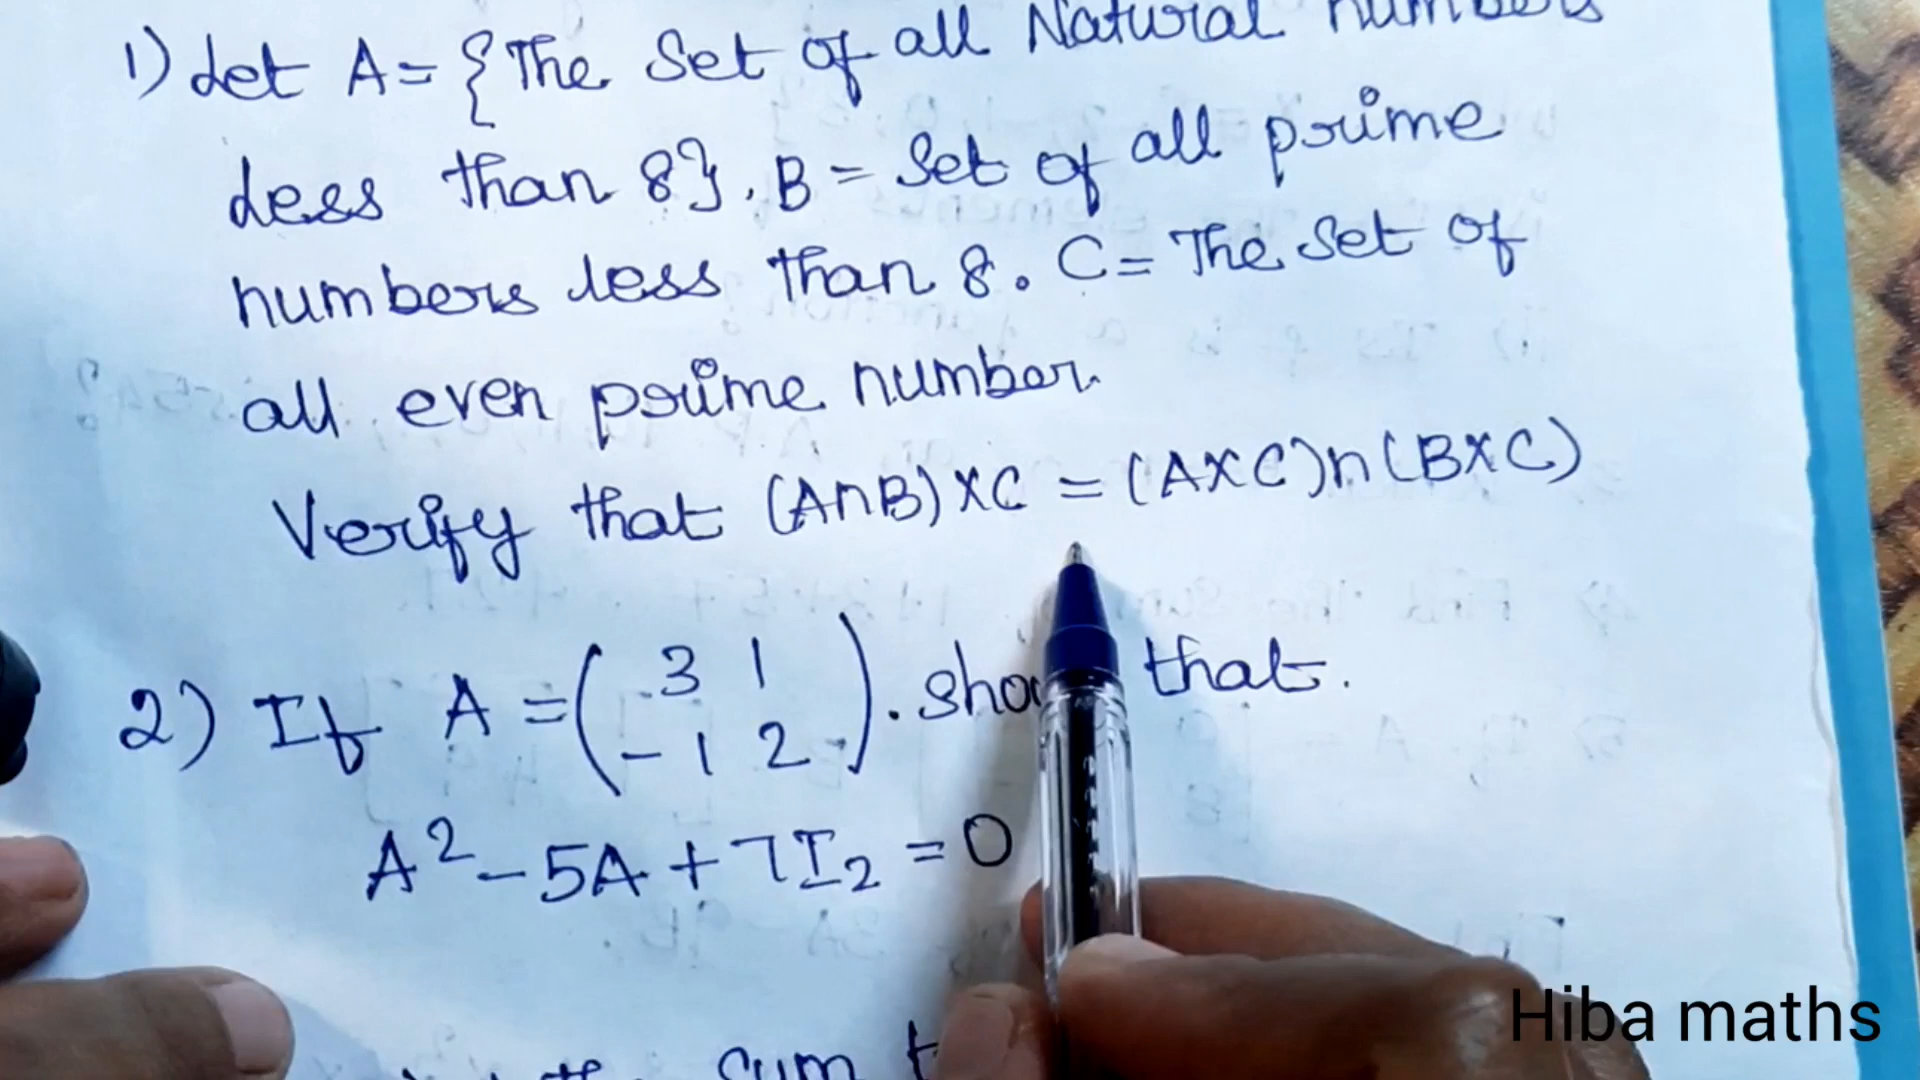 1) Let A = {The Set of all Natural numbers
Less than 8}. B = Set of all prime
numbers less than 8. C = The Set of
all even prime number.
Verify that (A∩B)×C = (A×C)∩(B×C)
2) If A = ( 3 1
-1 2 ). show that.
A² - 5A + 7I₂ = 0
sum t
Hiba maths